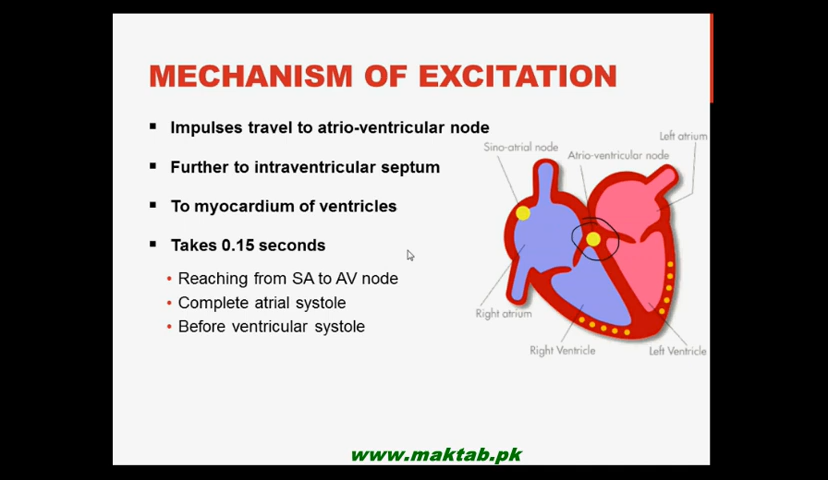 MECHANISM OF EXCITATION
Impulses travel to atrio-ventricular node
Further to intraventricular septum
To myocardium of ventricles
Takes 0.15 seconds
Reaching from SA to AV node
Complete atrial systole
Before ventricular systole
Left atrium
Sino-atrial node
Atrio-ventricular node
Right atrium
Right Ventricle
Left Ventricle
www.maktab.pk